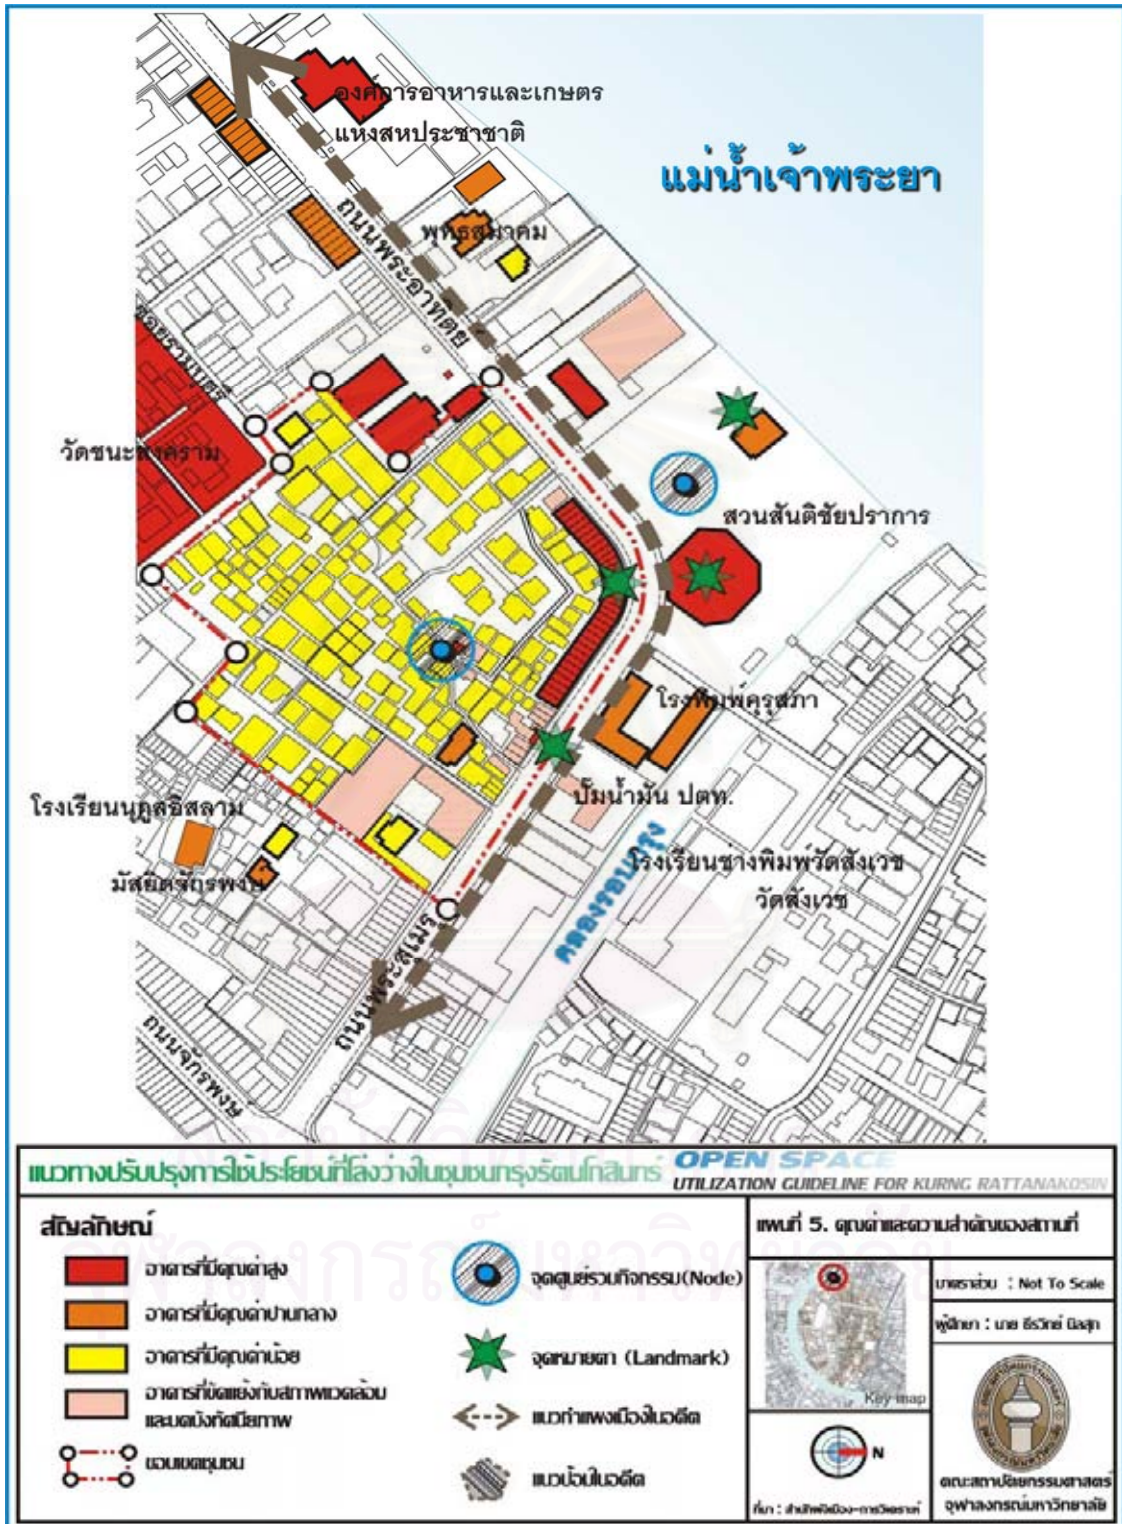 องค์การอาหารและเกษตร
แห่งสหประชาชาติ
แม่น้ำเจ้าพระยา
พุทธสมาคม
ถนนพระอาทิตย์
ซอยรามบุตรี
วัดชนะสงคราม
สวนสันติชัยปราการ
โรงพิมพ์คุรุสภา
ปั๊มน้ำมัน ปตท.
โรงเรียนนุกูลอิสลาม
มัสยิดจักรพงษ์
โรงเรียนช่างพิมพ์วัดสังเวช
วัดสังเวช
คลองรอบกรุง
ถนนพระสุเมรุ
ถนนจักรพงษ์
แนวทางปรับปรุงการใช้ประโยชน์ที่โล่งว่างในชุมชนกรุงรัตนโกสินทร์
OPEN SPACE
UTILIZATION GUIDELINE FOR KURNG RATTANAKOSIN
สัญลักษณ์
อาคารที่มีคุณค่าสูง
อาคารที่มีคุณค่าปานกลาง
อาคารที่มีคุณค่าน้อย
อาคารที่ขัดแย้งกับสภาพแวดล้อม
และบดบังทัศนียภาพ
ขอบเขตชุมชน
จุดศูนย์รวมกิจกรรม(Node)
จุดหมายตา (Landmark)
แนวกำแพงเมืองในอดีต
แนวป้อมในอดีต
แผนที่ 5. คุณค่าและความสำคัญของสถานที่
Key map
มาตราส่วน : Not To Scale
ผู้ศึกษา : นาย ธีรวิทย์ นิลสุก
N
ที่มา : สำนักผังเมือง-การวิเคราะห์
คณะสถาปัตยกรรมศาสตร์
จุฬาลงกรณ์มหาวิทยาลัย